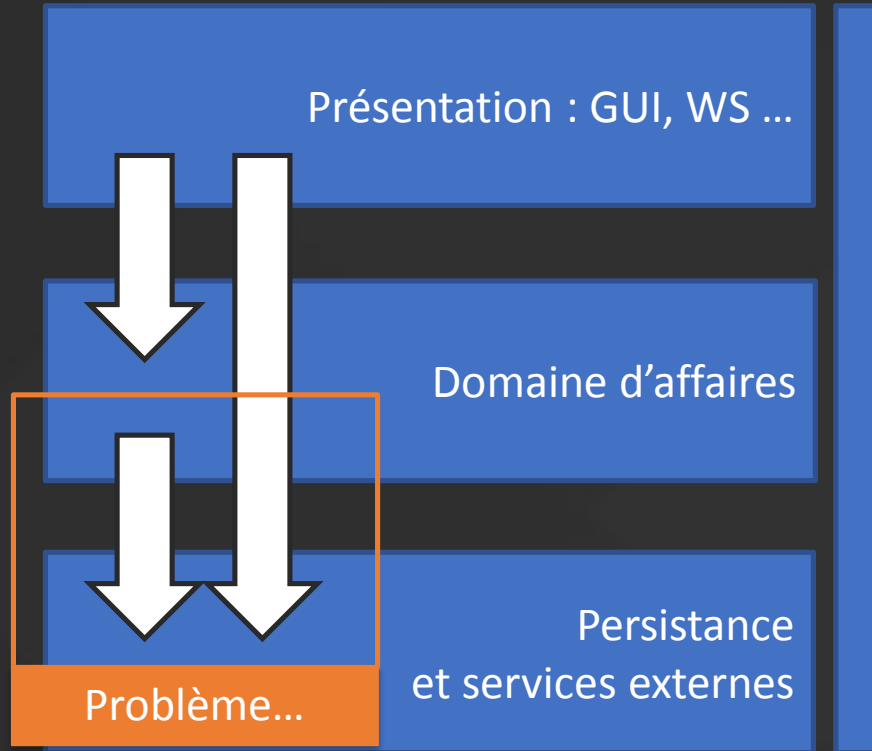 Présentation : GUI, WS …
Domaine d’affaires
Persistance
et services externes
Problème…